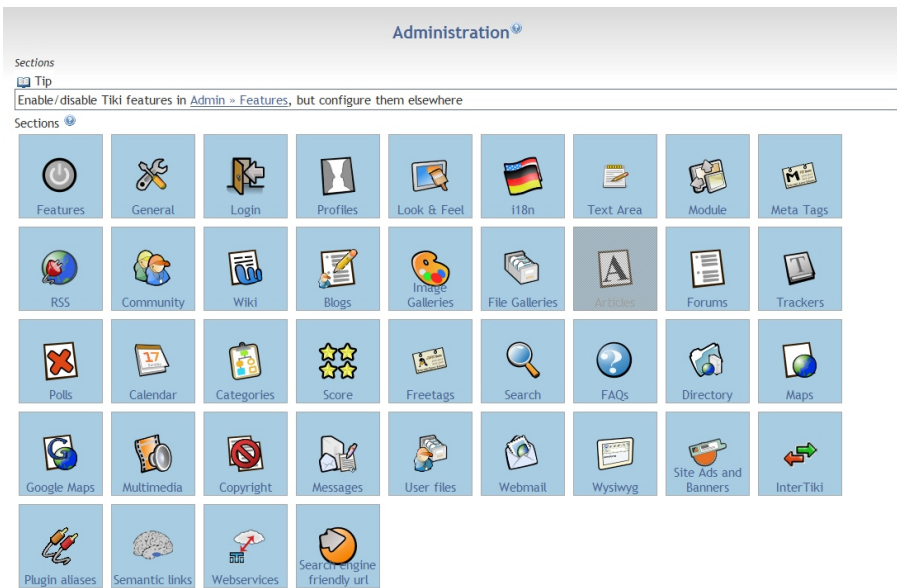 Administration
Sections
Tip
Enable/disable Tiki features in Admin » Features, but configure them elsewhere
Sections
Features General Login Profiles Look & Feel i18n Text Area Module Meta Tags
RSS Community Wiki Blogs Image Galleries File Galleries Articles Forums Trackers
Polls Calendar Categories Score Freetags Search FAQs Directory Maps
Google Maps Multimedia Copyright Messages User files Webmail Wysiwyg Site Ads and Banners InterTiki
Plugin aliases Semantic links Webservices Search engine friendly url